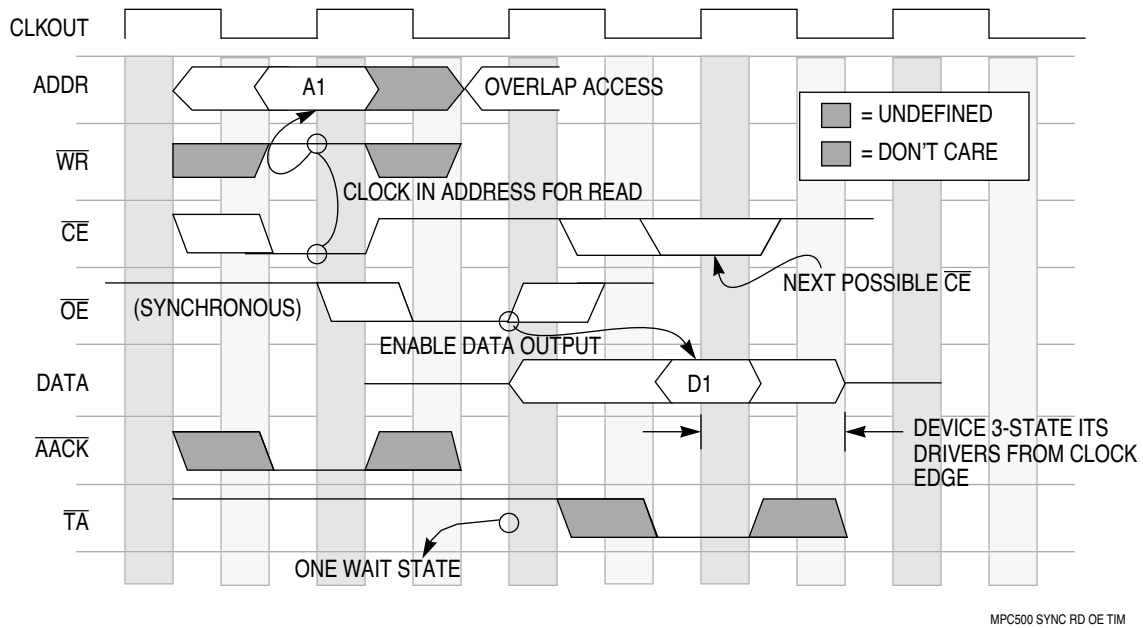 CLKOUT
ADDR
A1
OVERLAP ACCESS
= UNDEFINED
= DON'T CARE
WR
CLOCK IN ADDRESS FOR READ
CE
NEXT POSSIBLE CE
OE
(SYNCHRONOUS)
ENABLE DATA OUTPUT
DATA
D1
DEVICE 3-STATE ITS
DRIVERS FROM CLOCK
EDGE
AACK
TA
ONE WAIT STATE
MPC500 SYNC RD OE TIM